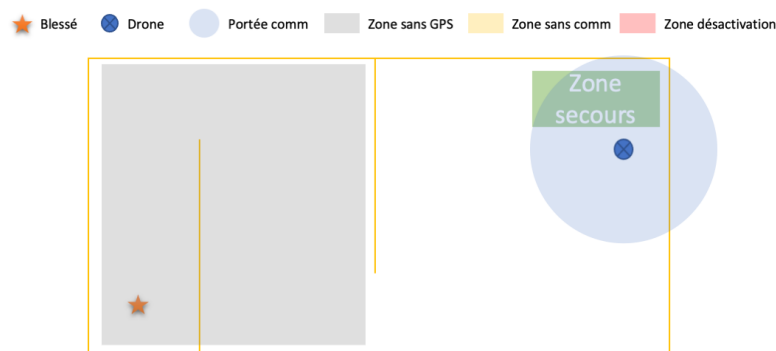 Blessé
Drone
Portée comm
Zone sans GPS
Zone sans comm
Zone désactivation
Zone
secours